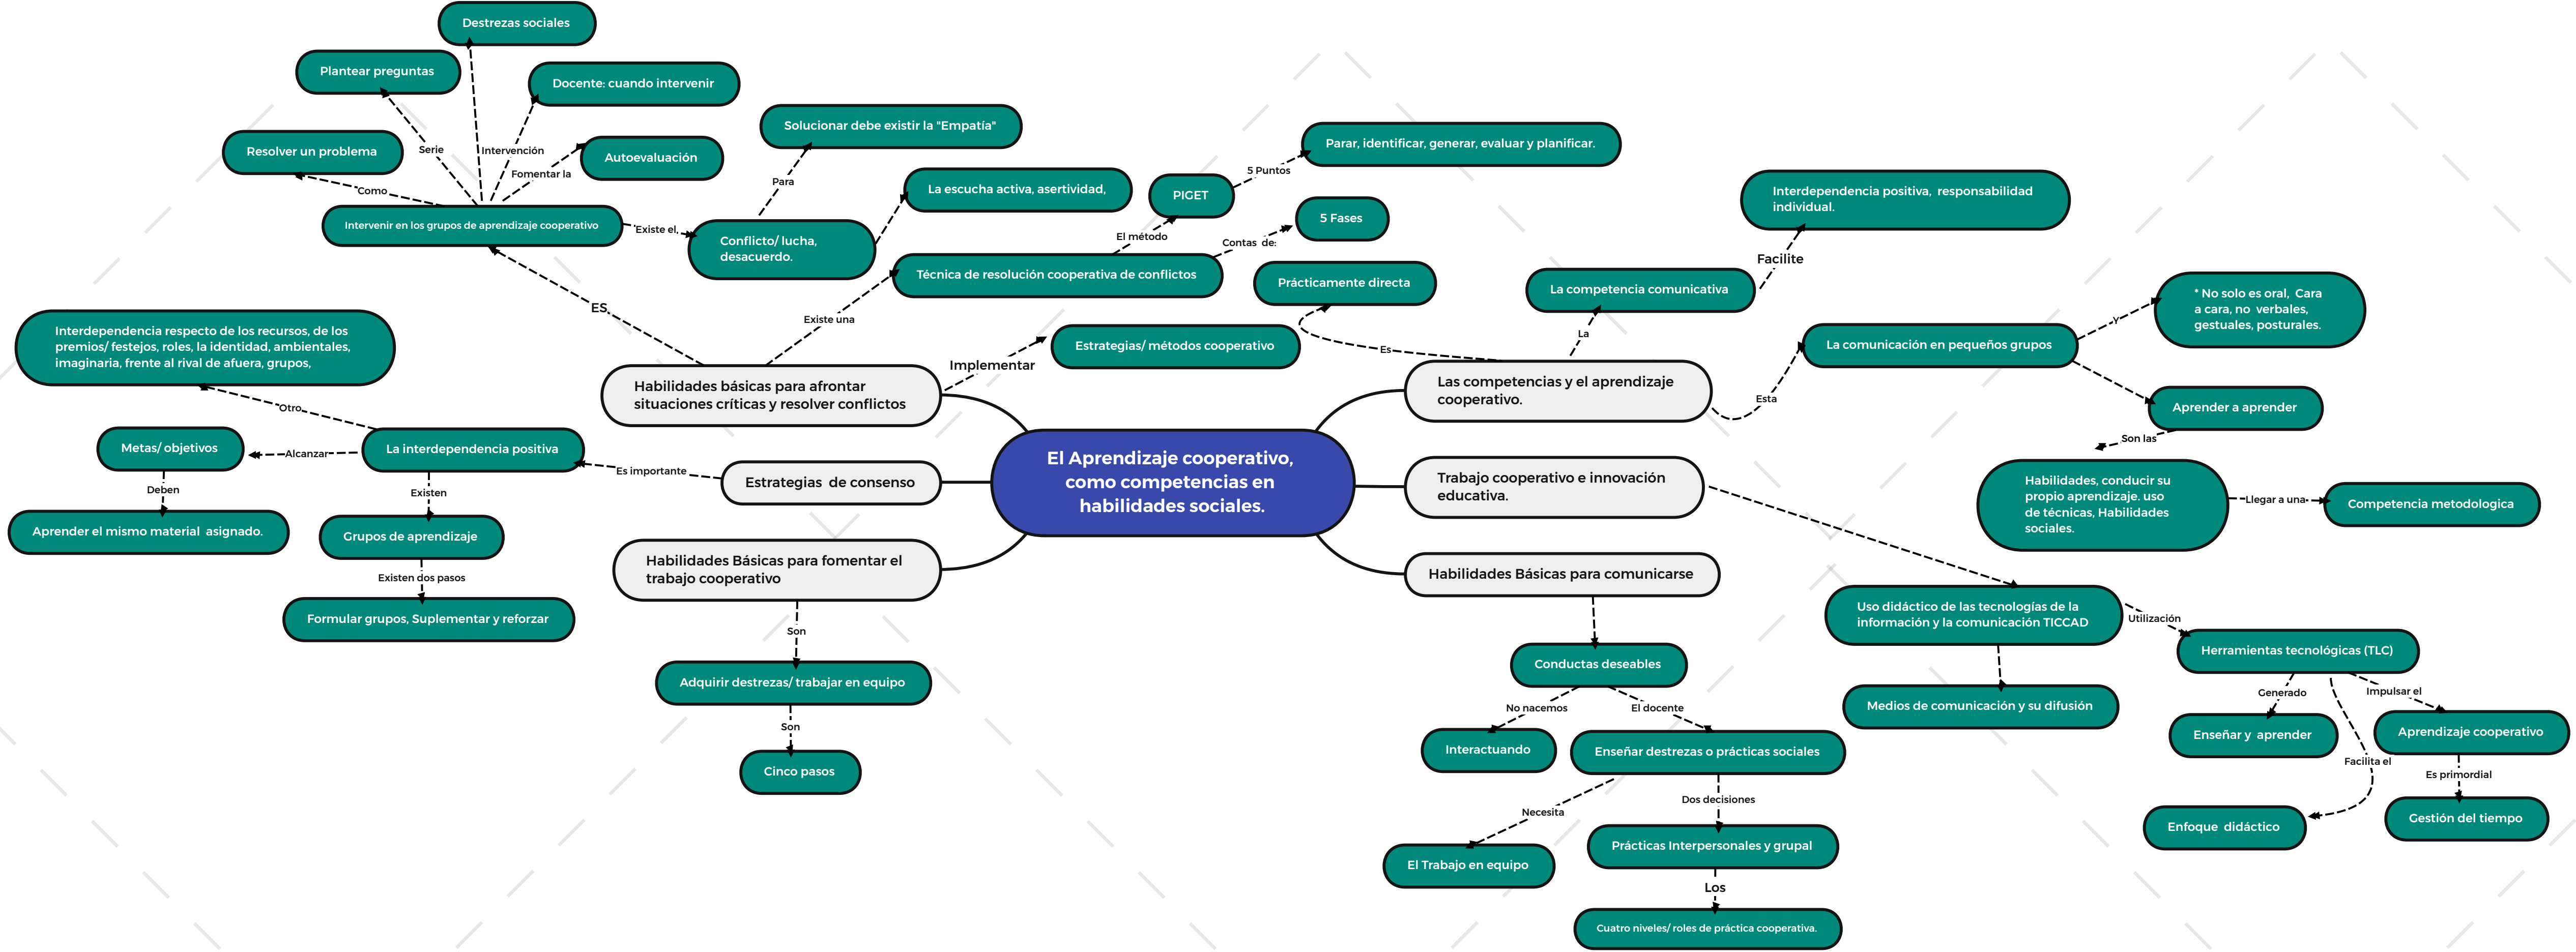 Destrezas sociales
Plantear preguntas
Docente: cuando intervenir
Solucionar debe existir la "Empatía"
Resolver un problema
Serie
Intervención
Autoevaluación
Fomentar la
Como
Para
La escucha activa, asertividad,
Intervenir en los grupos de aprendizaje cooperativo
Existe el,
Conflicto/ lucha,
desacuerdo.
Parar, identificar, generar, evaluar y planificar.
5 Puntos
PIGET
5 Fases
El método
Contas de:
Técnica de resolución cooperativa de conflictos
ES
Existe una
Implementar
Estrategias/ métodos cooperativo
Habilidades básicas para afrontar
situaciones críticas y resolver conflictos
Interdependencia respecto de los recursos, de los
premios/ festejos, roles, la identidad, ambientales,
imaginaria, frente al rival de afuera, grupos,
Otro
Metas/ objetivos
Alcanzar
La interdependencia positiva
Es importante
Estrategias de consenso
Deben
Existen
Aprender el mismo material asignado.
Grupos de aprendizaje
Existen dos pasos
Formular grupos, Suplementar y reforzar
Habilidades Básicas para fomentar el
trabajo cooperativo
Son
Adquirir destrezas/ trabajar en equipo
Son
Cinco pasos
El Aprendizaje cooperativo,
como competencias en
habilidades sociales.
Interdependencia positiva, responsabilidad
individual.
Facilite
Prácticamente directa
La competencia comunicativa
La
Es
Las competencias y el aprendizaje
cooperativo.
Esta
La comunicación en pequeños grupos
Y
* No solo es oral, Cara
a cara, no verbales,
gestuales, posturales.
Aprender a aprender
Son las
Habilidades, conducir su
propio aprendizaje. uso
de técnicas, Habilidades
sociales.
Llegar a una
Competencia metodologica
Trabajo cooperativo e innovación
educativa.
Uso didáctico de las tecnologías de la
información y la comunicación TICCAD
Utilización
Herramientas tecnológicas (TLC)
Medios de comunicación y su difusión
Generado
Impulsar el
Enseñar y aprender
Aprendizaje cooperativo
Facilita el
Es primordial
Enfoque didáctico
Gestión del tiempo
Habilidades Básicas para comunicarse
Conductas deseables
No nacemos
El docente
Interactuando
Enseñar destrezas o prácticas sociales
Necesita
Dos decisiones
El Trabajo en equipo
Prácticas Interpersonales y grupal
Los
Cuatro niveles/ roles de práctica cooperativa.